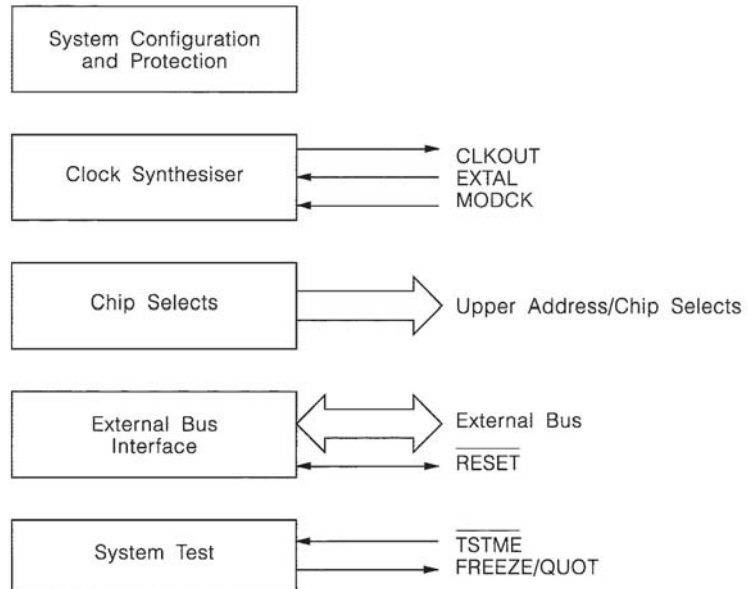 System Configuration
and Protection
Clock Synthesiser
CLKOUT
EXTAL
MODCK
Chip Selects
Upper Address/Chip Selects
External Bus
Interface
External Bus
RESET
System Test
TSTME
FREEZE/QUOT